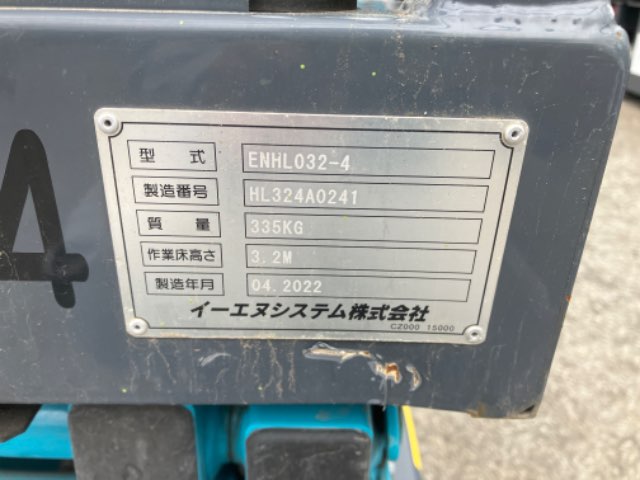 4
型 式 ENHL032-4
製造番号 HL324A0241
質 量 335KG
作業床高さ 3.2M
製造年月 04.2022
イーエヌシステム株式会社
CZ000 15000